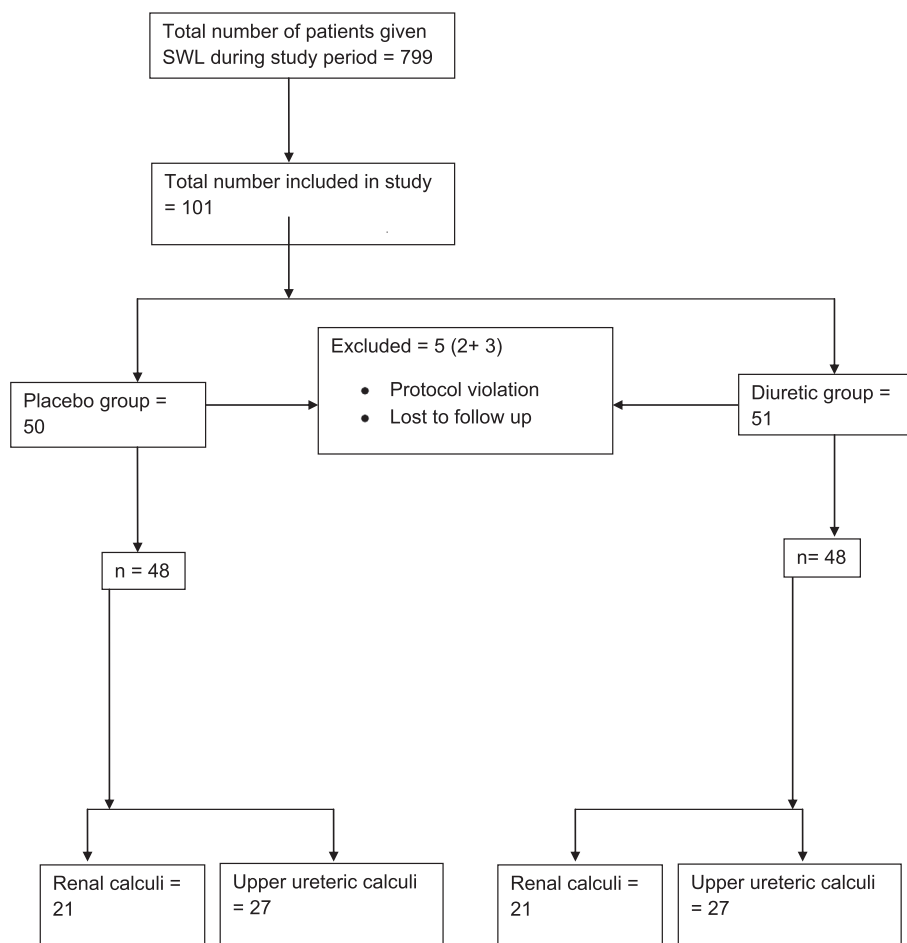 Total number of patients given
SWL during study period = 799
Total number included in study
= 101
Excluded = 5 (2+ 3)
• Protocol violation
• Lost to follow up
Placebo group =
50
Diuretic group =
51
n = 48
n= 48
Renal calculi =
21
Upper ureteric calculi
= 27
Renal calculi =
21
Upper ureteric calculi
= 27